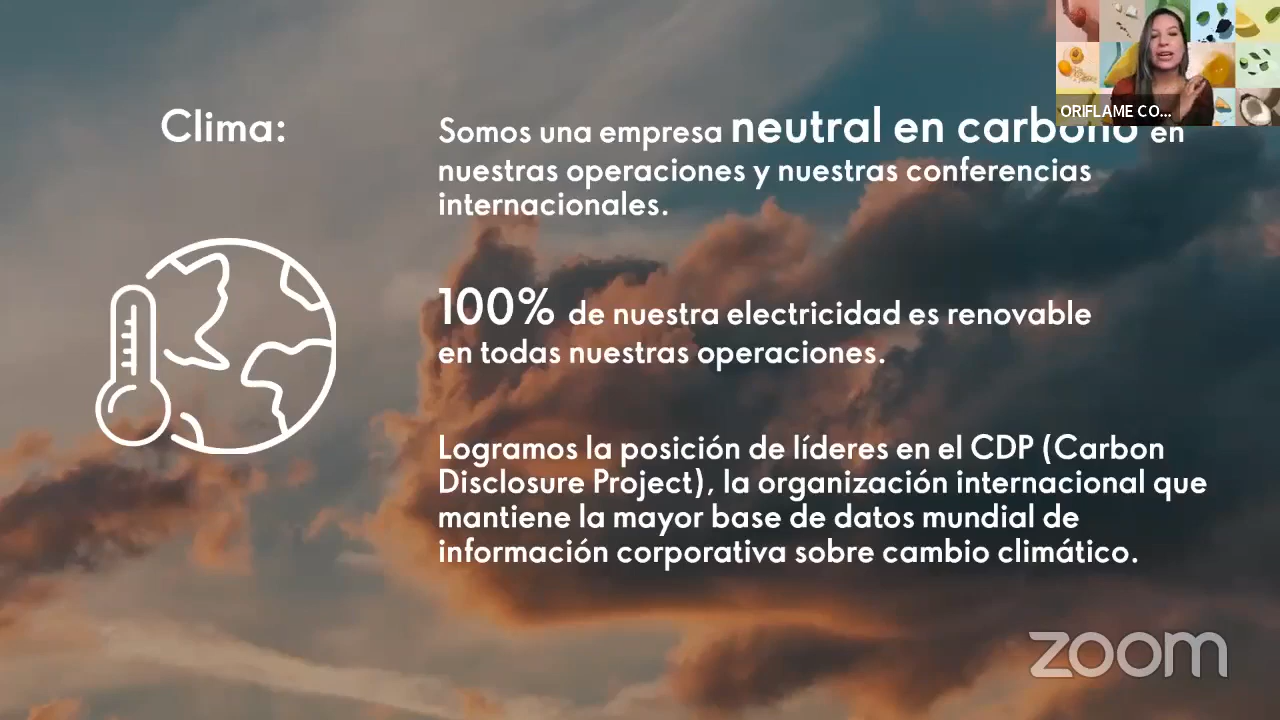 Clima:
Somos una empresa neutral en carbono en
nuestras operaciones y nuestras conferencias
internacionales.
100% de nuestra electricidad es renovable
en todas nuestras operaciones.
Logramos la posición de líderes en el CDP (Carbon
Disclosure Project), la organización internacional que
mantiene la mayor base de datos mundial de
información corporativa sobre cambio climático.
ORIFLAME CO...
zoom